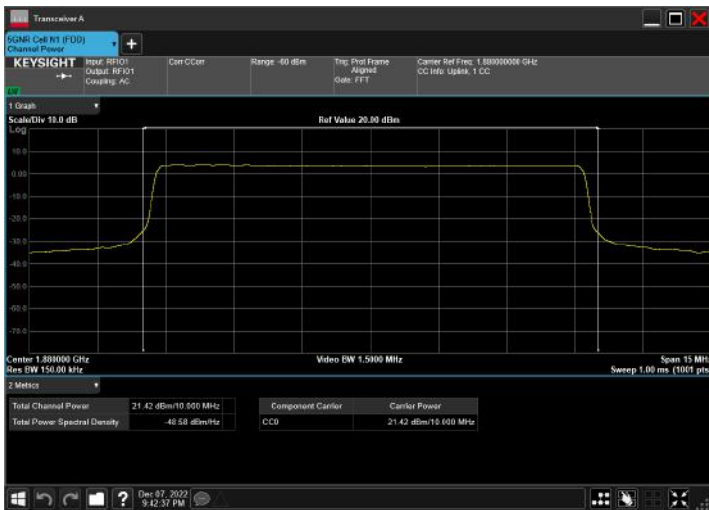 Transceiver A
5GNR Cell N1 (FDD)
Channel Power
KEYSIGHT
Input: RFIO1
Output: RFIO1
Coupling: AC
Corr CCorr
Range: -60 dBm
Trig: Prot Frame
Aligned
Gate: FFT
Carrier Ref Freq: 1.880000000 GHz
CC Info: Uplink, 1 CC
1 Graph
Scale/Div 10.0 dB
Ref Value 20.00 dBm
Log
10.0
0.00
-10.0
-20.0
-30.0
-40.0
-50.0
-60.0
-70.0
Center 1.880000 GHz
Video BW 1.5000 MHz
Span 15 MHz
Res BW 150.00 kHz
Sweep 1.00 ms (1001 pts
2 Metrics
Total Channel Power 21.42 dBm/10.000 MHz
Total Power Spectral Density -48.58 dBm/Hz
Component Carrier Carrier Power
CC0 21.42 dBm/10.000 MHz
Dec 07, 2022
9:42:37 PM